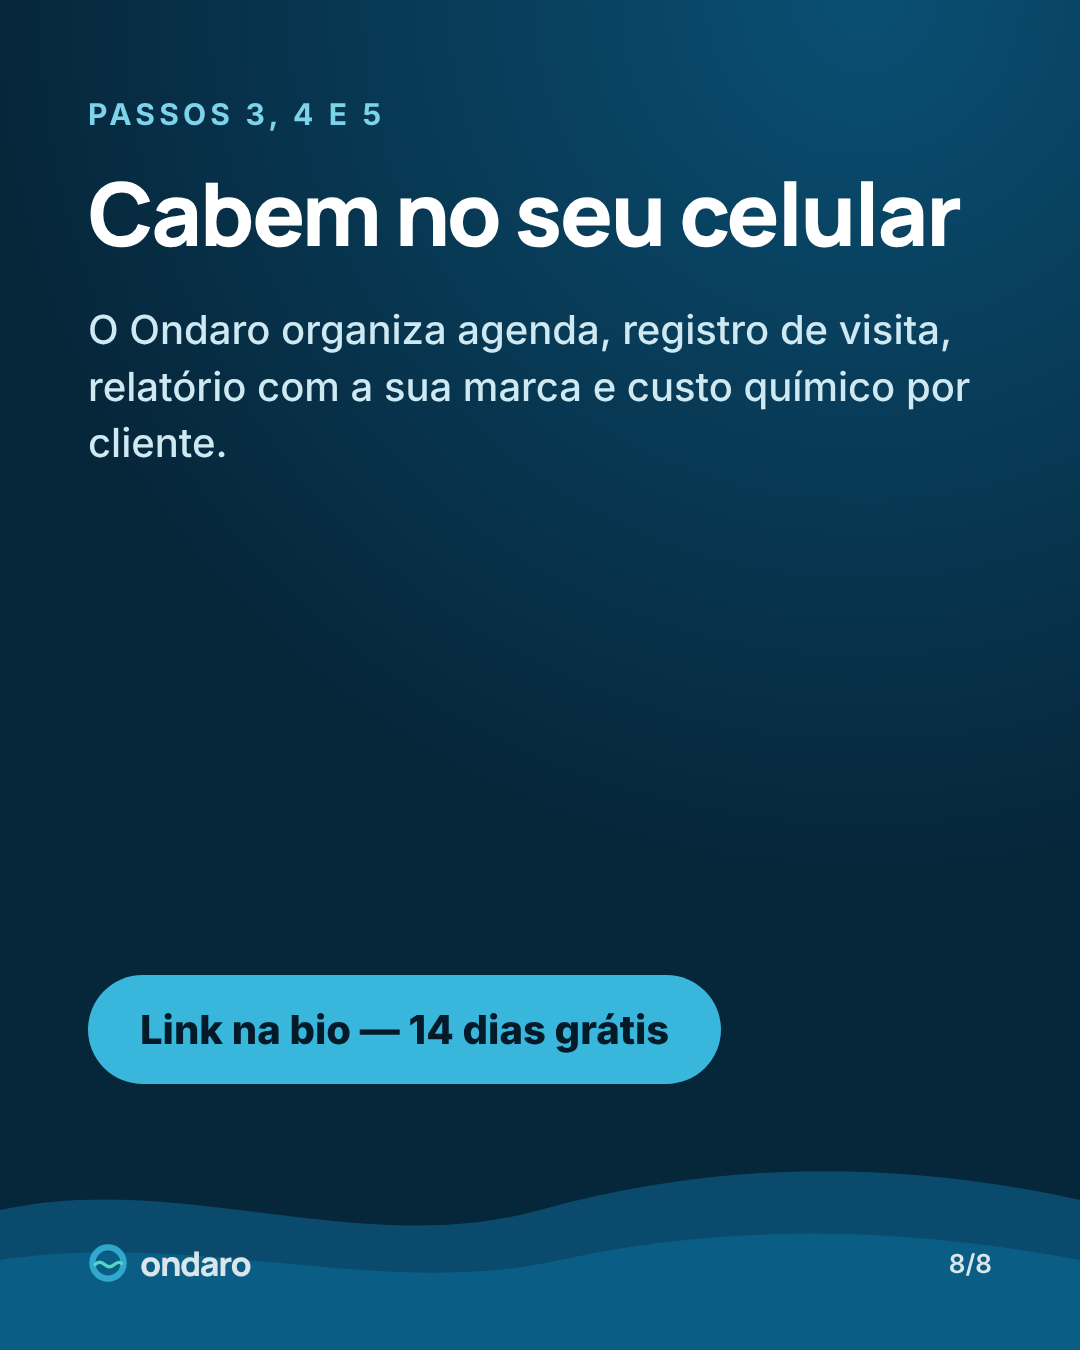 PASSOS 3, 4 E 5
Cabem no seu celular
O Ondaro organiza agenda, registro de visita,
relatório com a sua marca e custo químico por
cliente.
Link na bio — 14 dias grátis
ondaro
8/8